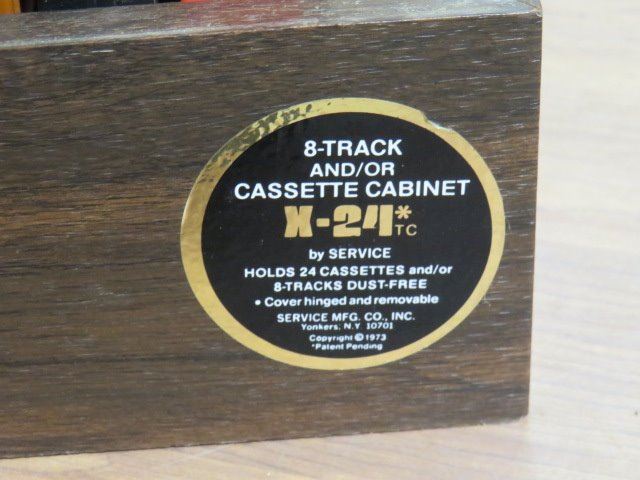 8-TRACK
AND/OR
CASSETTE CABINET
X-24*TC
by SERVICE
HOLDS 24 CASSETTES and/or
8-TRACKS DUST-FREE
• Cover hinged and removable
SERVICE MFG. CO., INC.
Yonkers, N.Y 10701
Copyright © 1973
*Patent Pending